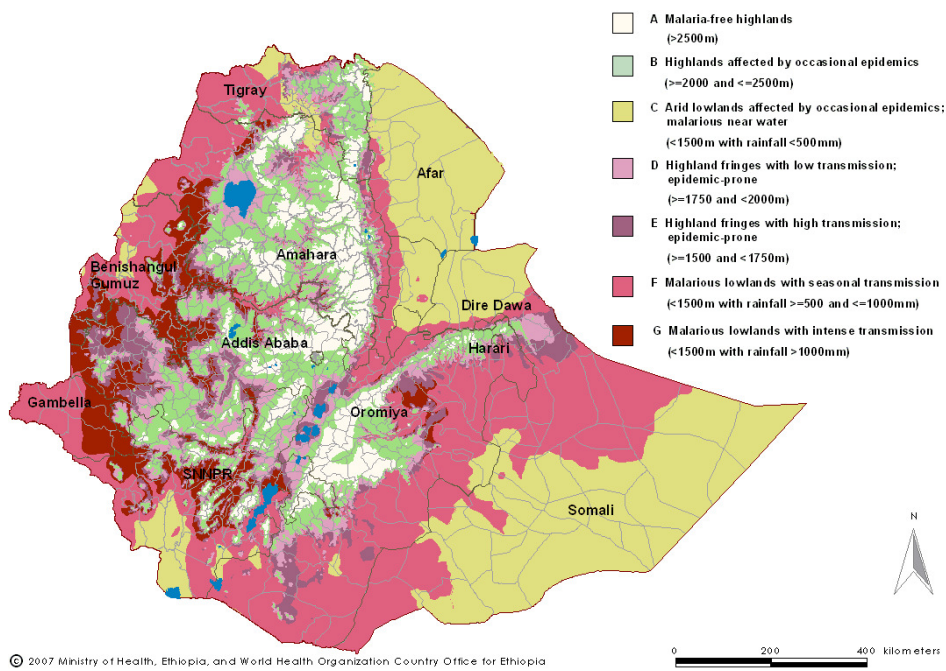 A Malaria-free highlands
(>2500m)
B Highlands affected by occasional epidemics
(>=2000 and <=2500m)
C Arid lowlands affected by occasional epidemics;
malarious near water
(<1500m with rainfall <500mm)
D Highland fringes with low transmission;
epidemic-prone
(>=1750 and <2000m)
E Highland fringes with high transmission;
epidemic-prone
(>=1500 and <1750m)
F Malarious lowlands with seasonal transmission
(<1500m with rainfall >=500 and <=1000mm)
G Malarious lowlands with intense transmission
(<1500m with rainfall >1000mm)
Tigray
Afar
Amahara
Benishangul
Gumuz
Dire Dawa
Addis Ababa
Harari
Gambella
Oromiya
SNNPR
Somali
N
© 2007 Ministry of Health, Ethiopia, and World Health Organization Country Office for Ethiopia
0 200 400 kilometers